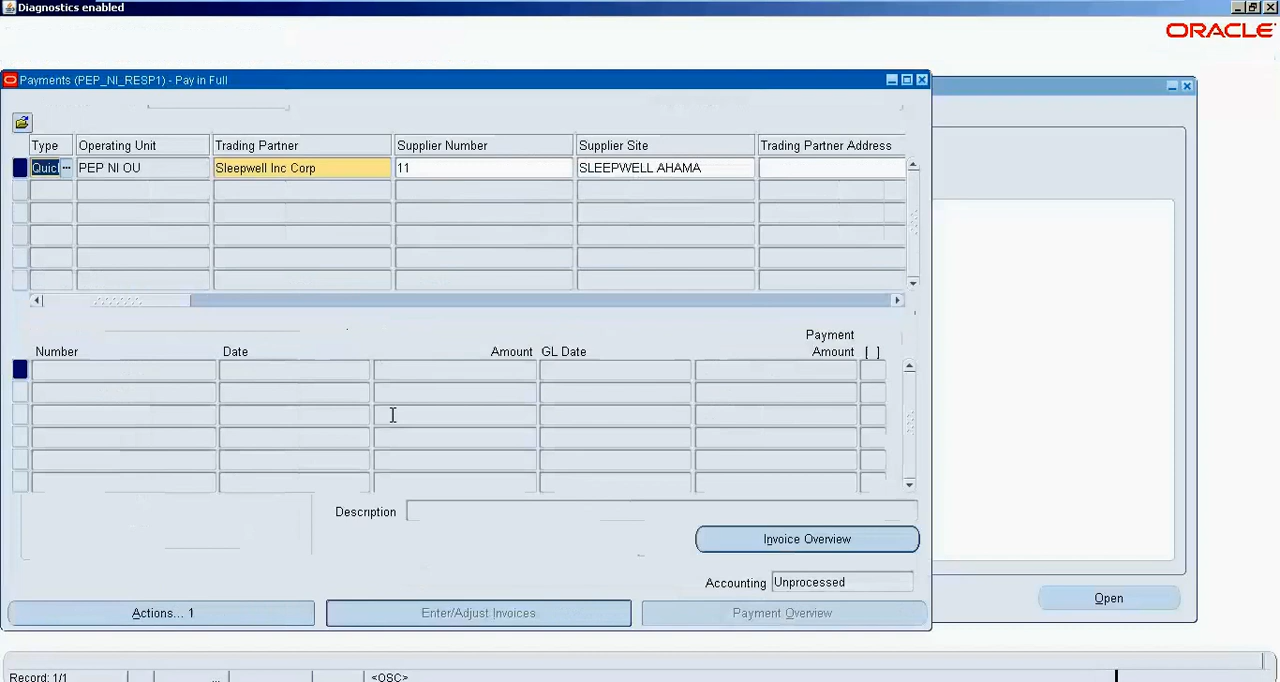 Diagnostics enabled
ORACLE
Payments (PEP_NI_RESP1) - Pay in Full
Type Operating Unit Trading Partner Supplier Number Supplier Site Trading Partner Address
Quic PEP NI OU Sleepwell Inc Corp 11 SLEEPWELL AHAMA
Payment
Number Date Amount GL Date Amount [ ]
Description
Invoice Overview
Accounting Unprocessed
Open
Actions... 1 Enter/Adjust Invoices Payment Overview
Record: 1/1 ... <OSC>